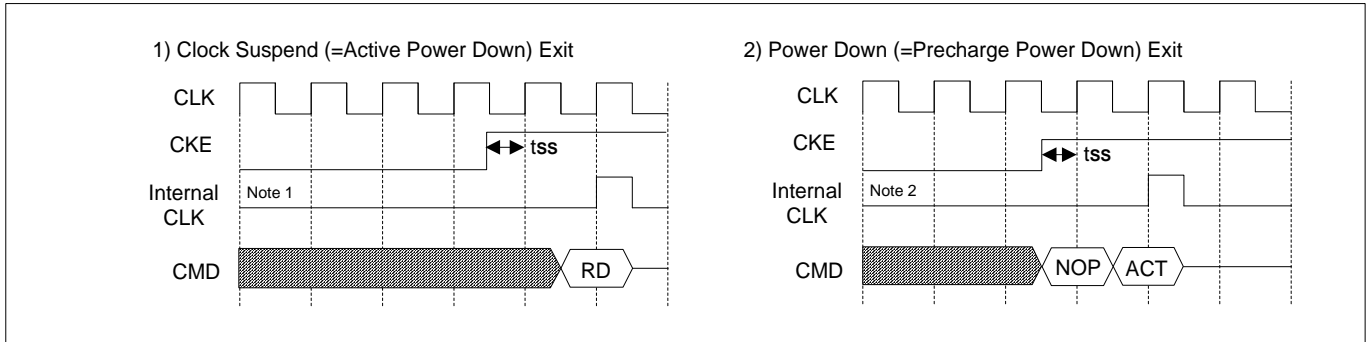 1) Clock Suspend (=Active Power Down) Exit
CLK
CKE
tss
Internal
CLK
Note 1
CMD
RD
2) Power Down (=Precharge Power Down) Exit
CLK
CKE
tss
Internal
CLK
Note 2
CMD
NOP
ACT